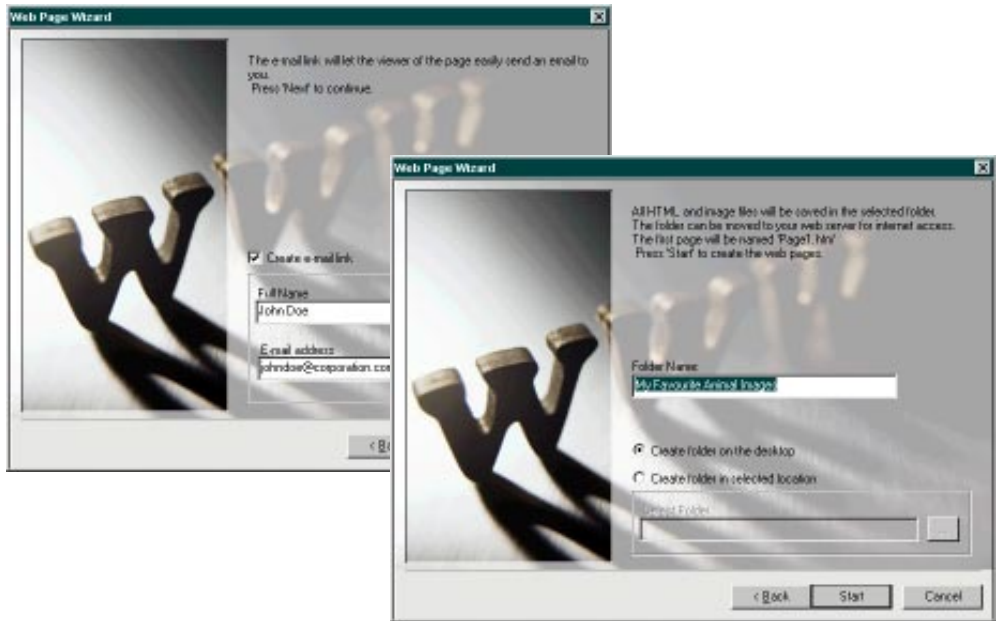 Web Page Wizard
The e-mail link will let the viewer of the page easily send an email to
you.
Press 'Next' to continue.
Create e-mail link
Full Name
John Doe
E-mail address
johndoe@corporation.com
< B
Web Page Wizard
All HTML and image files will be saved in the selected folder.
The folder can be moved to your web server for internet access.
The first page will be named 'Page1.htm'
Press 'Start' to create the web pages.
Folder Name
My Favourite Animal Images
Create folder on the desktop
Create folder in selected location
Select Folder
...
< Back
Start
Cancel